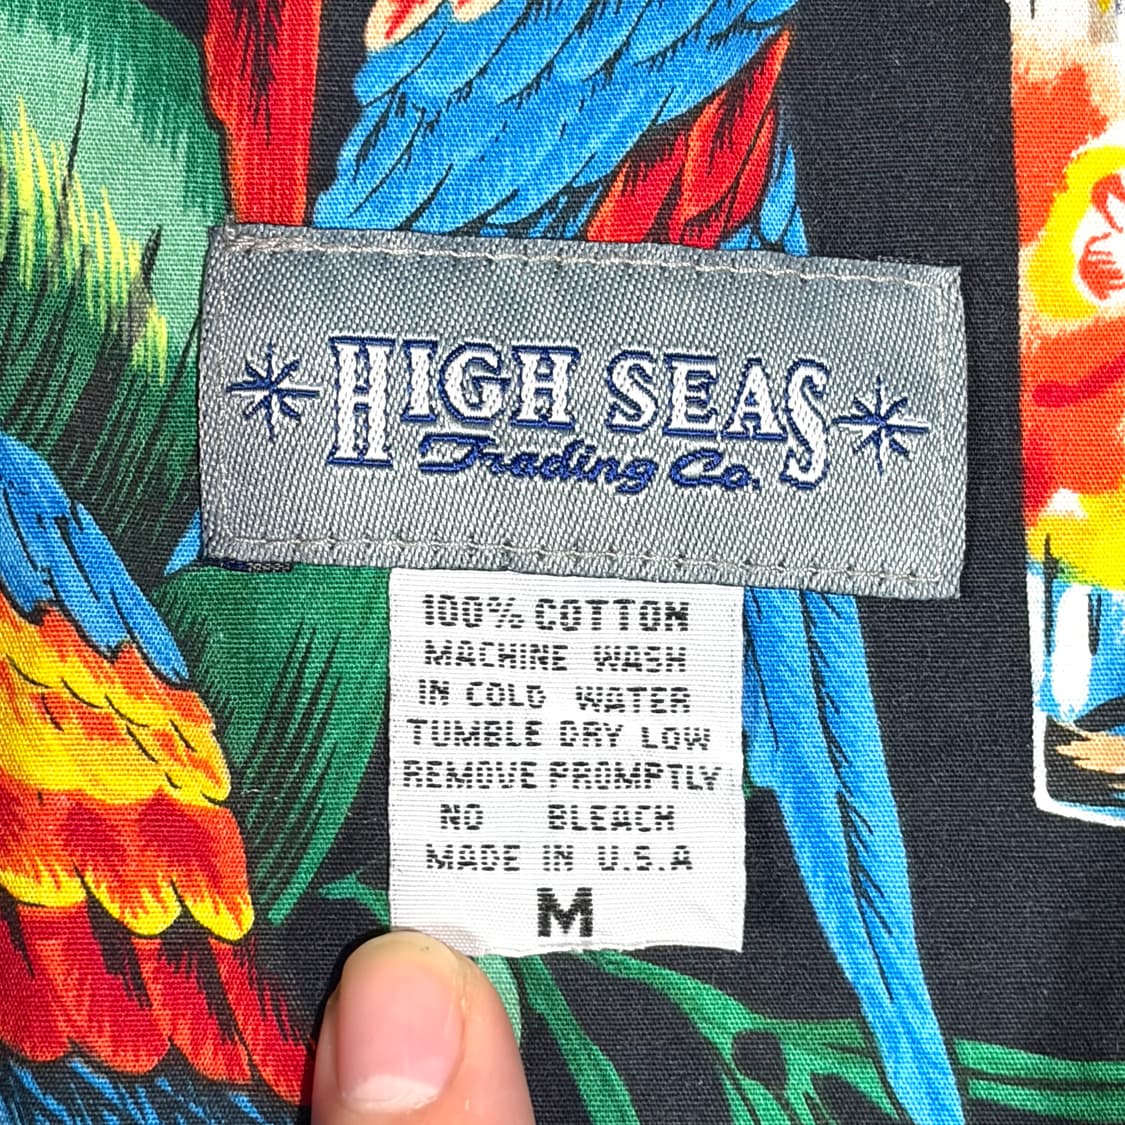 HIGH SEAS
Trading Co.
100% COTTON
MACHINE WASH
IN COLD WATER
TUMBLE DRY LOW
REMOVE PROMPTLY
NO BLEACH
MADE IN U.S.A
M